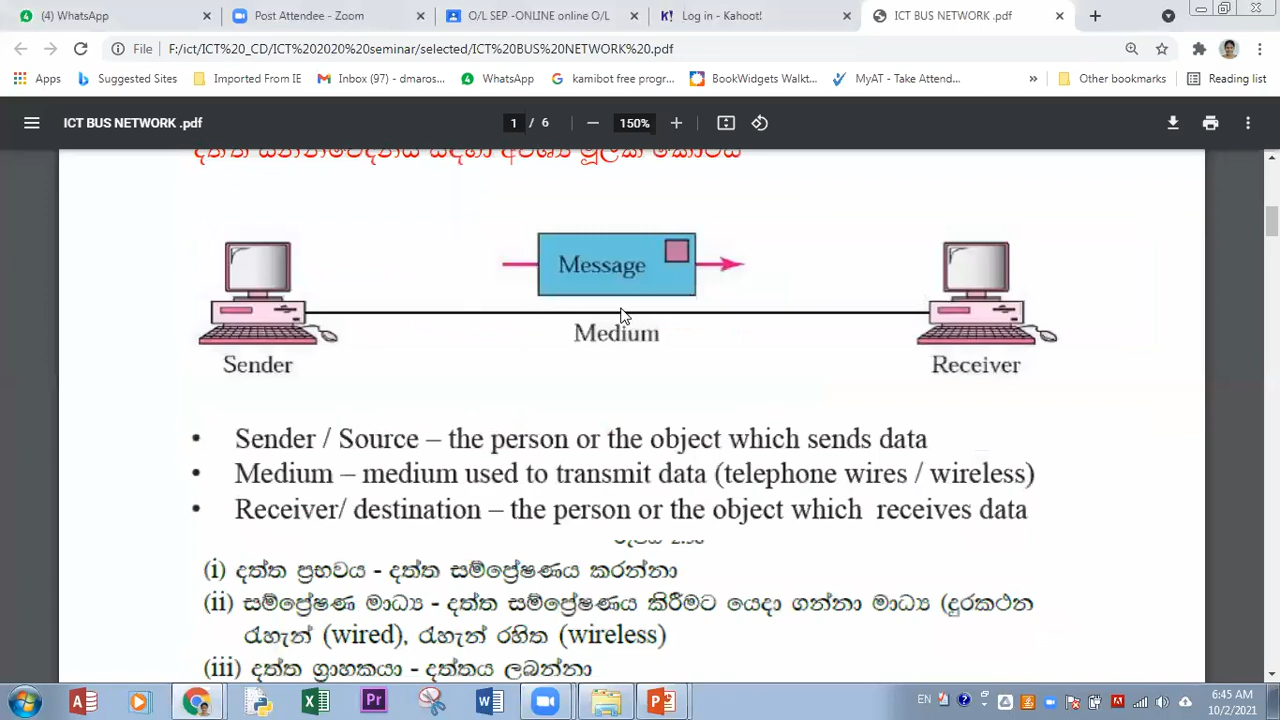 (4) WhatsApp
Post Attendee - Zoom
O/L SEP. ONLINE online O/L
Log in - Kahoot!
ICT BUS NETWORK .pdf
File
F:/ict/ICT%20_CD/ICT%202020%20seminar/selected/ICT%20BUS%20NETWORK%20.pdf
Apps
Suggested Sites
Imported From IE
Inbox (97) - dmaros...
WhatsApp
kamibot free progr...
BookWidgets Walkt...
MyAT - Take Attend...
Other bookmarks
Reading list
ICT BUS NETWORK .pdf
1 / 6
150%
Message
Medium
Sender
Receiver
• Sender / Source – the person or the object which sends data
• Medium – medium used to transmit data (telephone wires / wireless)
• Receiver/ destination – the person or the object which receives data
(i) දත්ත ප්‍රභවය - දත්ත සම්ප්‍රේෂණය කරන්නා
(ii) සම්ප්‍රේෂණ මාධ්‍ය - දත්ත සම්ප්‍රේෂණය කිරීමට යොදා ගන්නා මාධ්‍ය (දුරකථන
රැහැන් (wired), රැහැන් රහිත (wireless)
(iii) දත්ත ග්‍රාහකයා - දත්තය ලබන්නා
EN
6:45 AM
10/2/2021